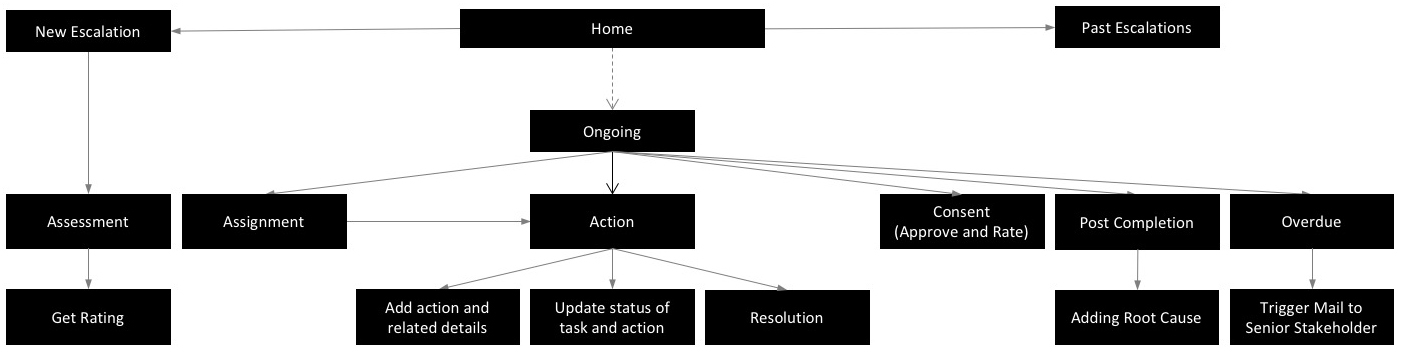 New Escalation
Home
Past Escalations
Ongoing
Assessment
Assignment
Action
Consent
(Approve and Rate)
Post Completion
Overdue
Get Rating
Add action and
related details
Update status of
task and action
Resolution
Adding Root Cause
Trigger Mail to
Senior Stakeholder